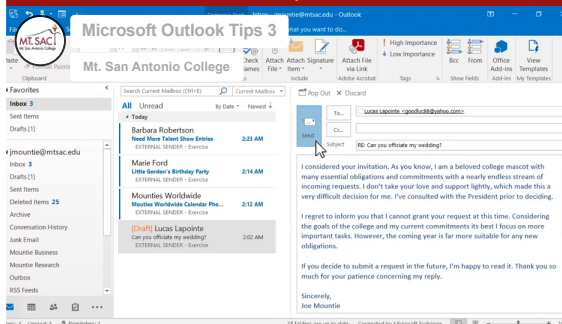 Inbox - jmountie@mtsac.edu - Outlook
what you want to do...
MT. SAC
Mt. San Antonio College
Microsoft Outlook Tips 3
Mt. San Antonio College
Check
Names
Attach
File
Attach
Item
Signature
Attach File
via Link
! High Importance
↓ Low Importance
Bcc
From
Office
Add-ins
View
Templates
Clipboard
Include
Adobe Acrobat
Tags
Show Fields
Add-ins
My Templates
Favorites
Inbox 3
Sent Items
Drafts [1]
jmountie@mtsac.edu
Inbox 3
Drafts [1]
Sent Items
Deleted Items 25
Archive
Conversation History
Junk Email
Mountie Business
Mountie Research
Outbox
RSS Feeds
Search Current Mailbox (Ctrl+E)
Current Mailbox
All Unread
By Date Newest ↓
Today
Barbara Robertson
Need More Talent Show Entries 2:23 AM
EXTERNAL SENDER - Exercise
Marie Ford
Little Gordon's Birthday Party 2:14 AM
EXTERNAL SENDER - Exercise
Mounties Worldwide
Mouties Worldwide Calendar Pho... 2:12 AM
EXTERNAL SENDER - Exercise
[Draft] Lucas Lapointe
Can you officiate my wedding? 2:02 AM
EXTERNAL SENDER - Exercise
Pop Out × Discard
Send
To... Lucas Lapointe <goodluci88@yahoo.com>
Cc...
Subject RE: Can you officiate my wedding?
I considered your invitation. As you know, I am a beloved college mascot with
many essential obligations and commitments with a nearly endless stream of
incoming requests. I don't take your love and support lightly, which made this a
very difficult decision for me. I've consulted with the President prior to deciding.
I regret to inform you that I cannot grant your request at this time. Considering
the goals of the college and my current commitments its best I focus on more
important tasks. However, the coming year is far more suitable for any new
obligations.
If you decide to submit a request in the future, I'm happy to read it. Thank you so
much for your patience concerning my reply.
Sincerely,
Joe Mountie